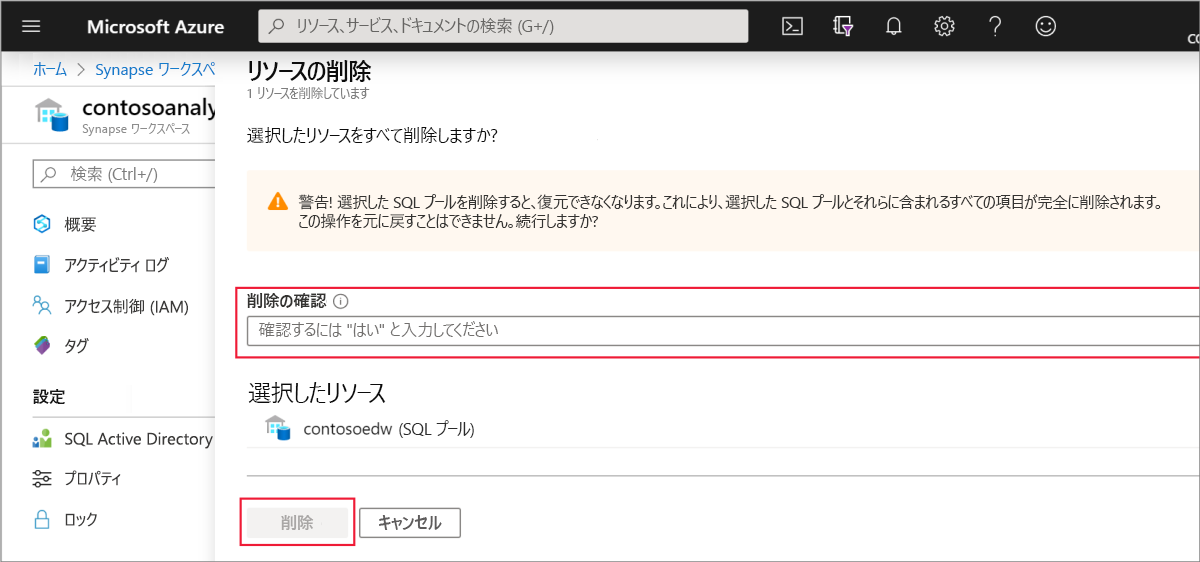 Microsoft Azure
リソース、サービス、ドキュメントの検索 (G+/)
ホーム > Synapse ワークスペ
contosoanaly
Synapse ワークスペース
検索 (Ctrl+/)
概要
アクティビティ ログ
アクセス制御 (IAM)
タグ
設定
SQL Active Directory
プロパティ
ロック
リソースの削除
1 リソースを削除しています
選択したリソースをすべて削除しますか?
警告! 選択した SQL プールを削除すると、復元できなくなります。これにより、選択した SQL プールとそれらに含まれるすべての項目が完全に削除されます。
この操作を元に戻すことはできません。続行しますか?
削除の確認
確認するには "はい" と入力してください
選択したリソース
contosoedw (SQL プール)
削除
キャンセル